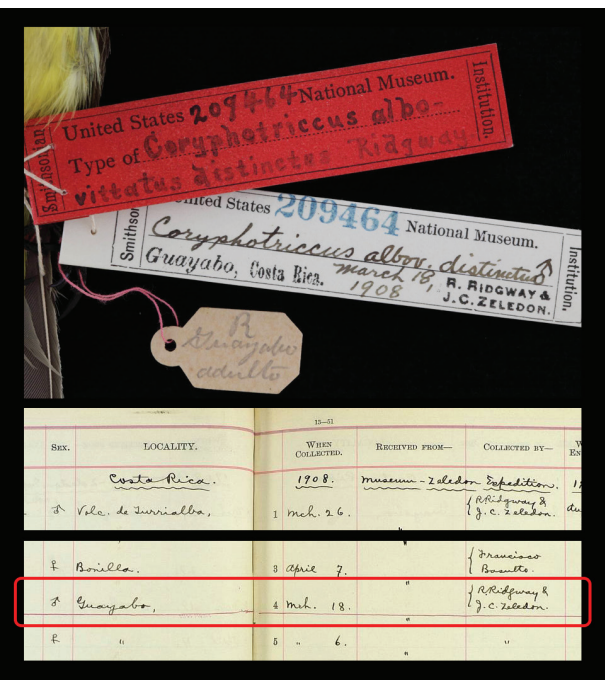 United States 209464 National Museum.
Smithsonian
Institution.
Type of Coryphotriccus albo-
vittatus distinctus Ridgway
United States 209464 National Museum.
Smithson
Institution.
Coryphotriccus albov. distinctus ♂
Guayabo, Costa Rica. March 18,
1908
R. RIDGWAY &
J.C. ZELEDON.
R
Guayabo
adulto
15—51
SEX. LOCALITY. WHEN COLLECTED. RECEIVED FROM— COLLECTED BY—
Costa Rica. 1908. Museum-Zeledon Expedition.
♂ Volc. de Turrialba, 1 Mch. 26. " { R. Ridgway & J.C. Zeledon.
♀ Bonilla. 3 April 7. " { Francisco Basulto.
♂ Guayabo, 4 Mch. 18. " { R. Ridgway & J.C. Zeledon.
♀ " 5 " 6. " "